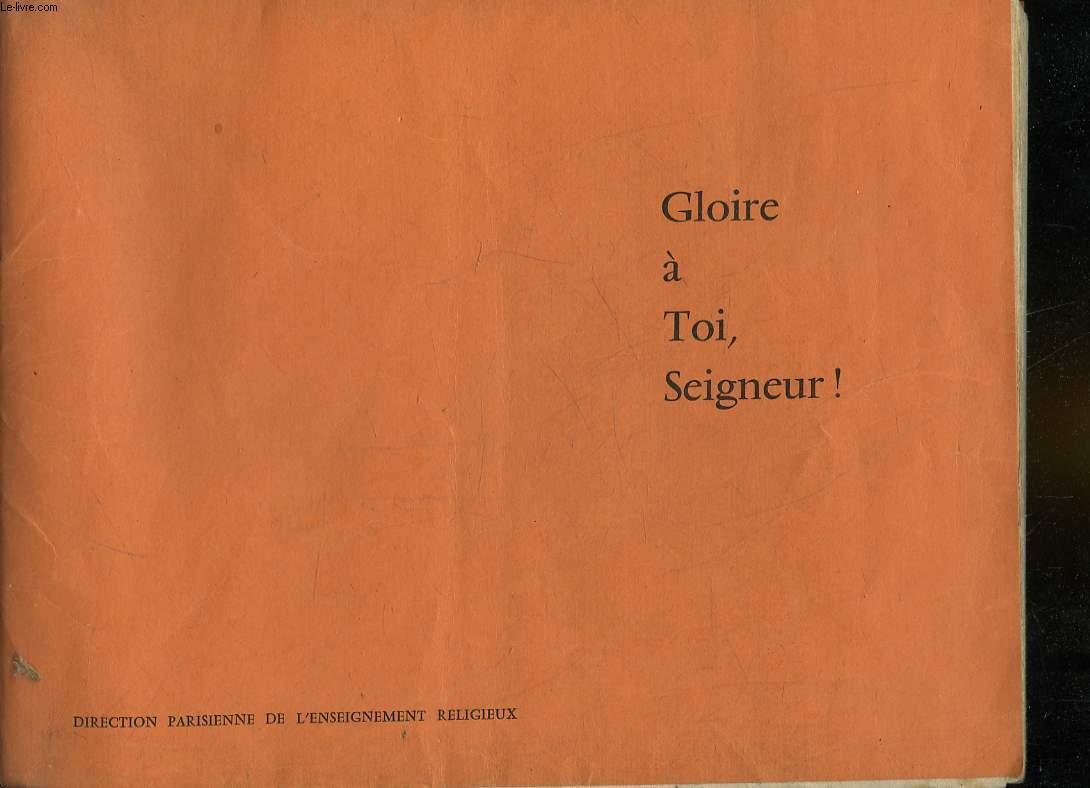 Le-livre.com
Gloire
à
Toi,
Seigneur !
DIRECTION PARISIENNE DE L'ENSEIGNEMENT RELIGIEUX